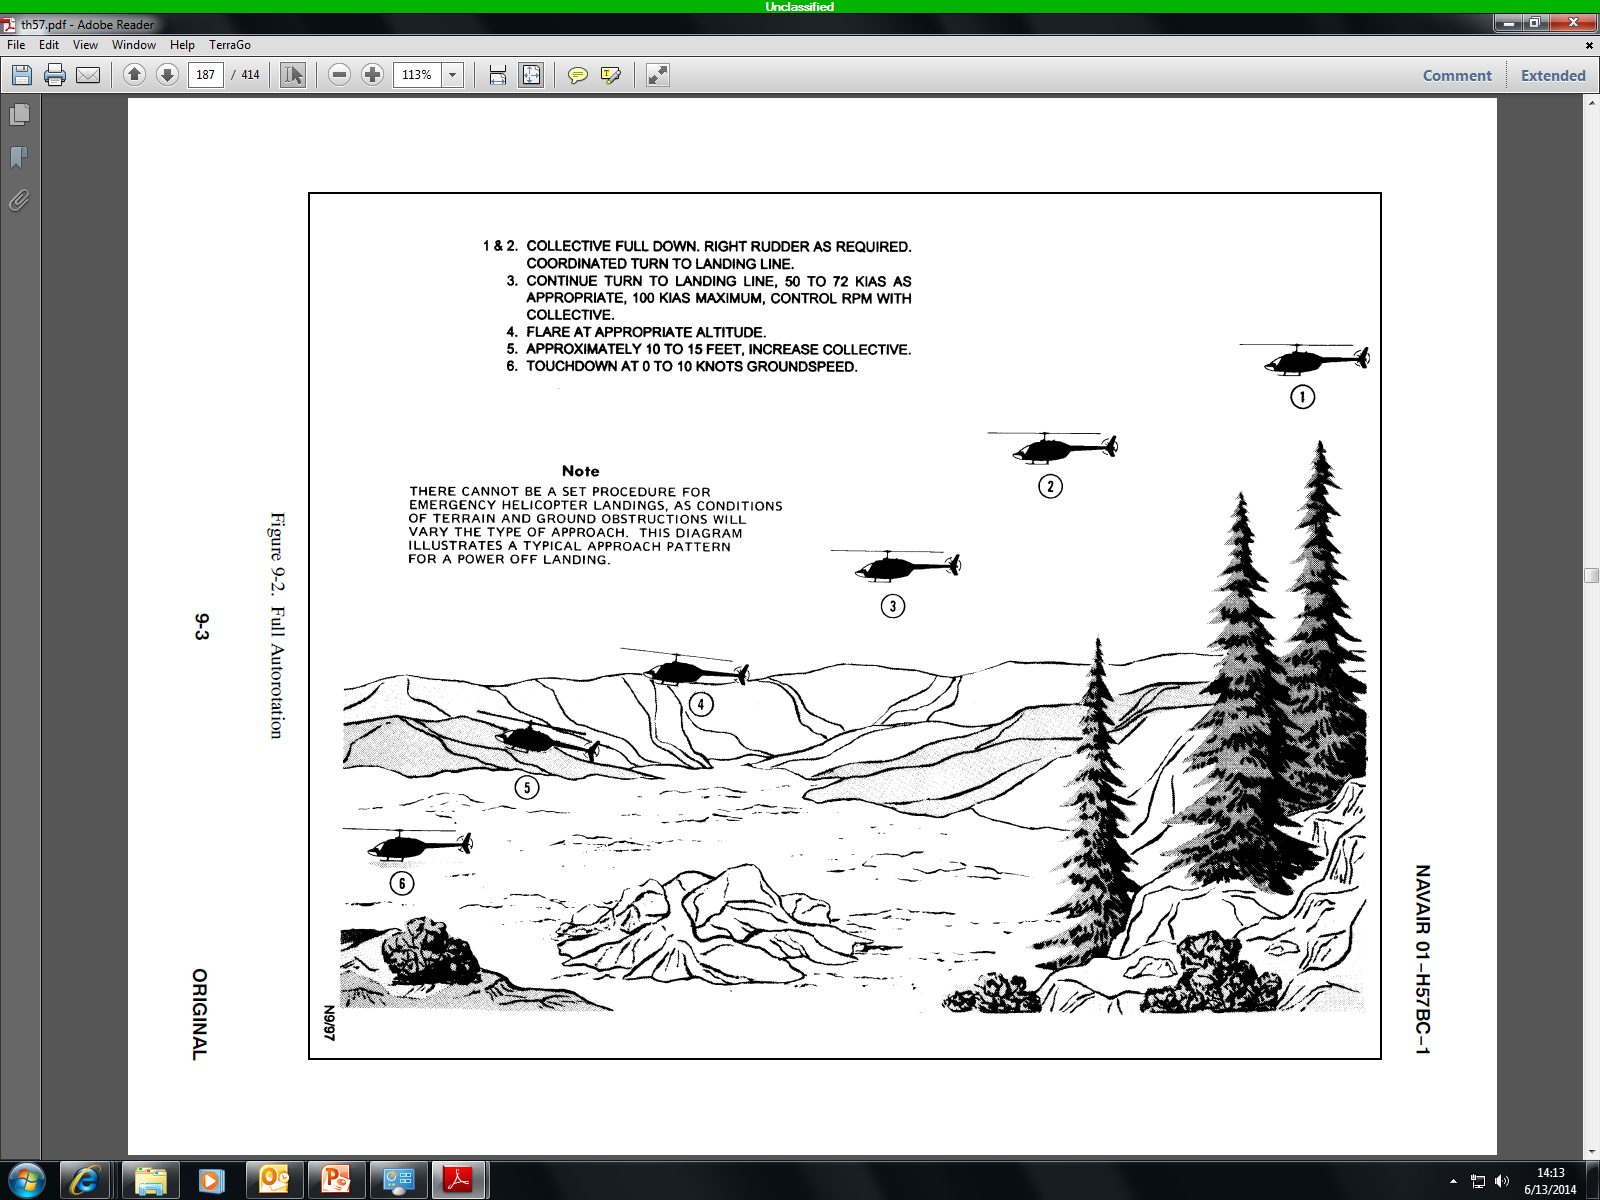 Unclassified
th57.pdf - Adobe Reader
File Edit View Window Help TerraGo
187 / 414 113% Comment Extended
1 & 2. COLLECTIVE FULL DOWN. RIGHT RUDDER AS REQUIRED.
COORDINATED TURN TO LANDING LINE.
3. CONTINUE TURN TO LANDING LINE, 50 TO 72 KIAS AS
APPROPRIATE, 100 KIAS MAXIMUM, CONTROL RPM WITH
COLLECTIVE.
4. FLARE AT APPROPRIATE ALTITUDE.
5. APPROXIMATELY 10 TO 15 FEET, INCREASE COLLECTIVE.
6. TOUCHDOWN AT 0 TO 10 KNOTS GROUNDSPEED.
1
2
Note
THERE CANNOT BE A SET PROCEDURE FOR
EMERGENCY HELICOPTER LANDINGS, AS CONDITIONS
OF TERRAIN AND GROUND OBSTRUCTIONS WILL
VARY THE TYPE OF APPROACH. THIS DIAGRAM
ILLUSTRATES A TYPICAL APPROACH PATTERN
FOR A POWER OFF LANDING.
3
4
5
6
N9/97
Figure 9-2. Full Autorotation
9-3
ORIGINAL
NAVAIR 01-H57BC-1
14:13
6/13/2014